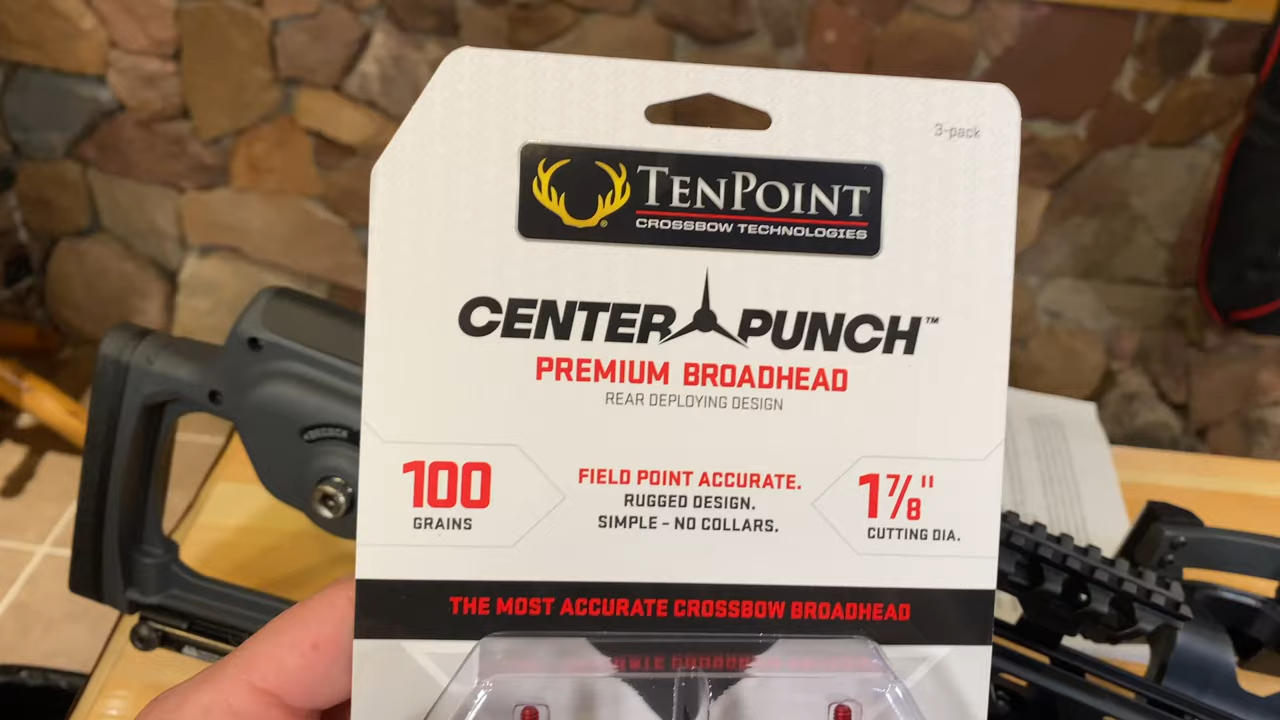 3-pack
TENPOINT
CROSSBOW TECHNOLOGIES
CENTER PUNCH™
PREMIUM BROADHEAD
REAR DEPLOYING DESIGN
100
GRAINS
FIELD POINT ACCURATE.
RUGGED DESIGN.
SIMPLE – NO COLLARS.
1⅞"
CUTTING DIA.
THE MOST ACCURATE CROSSBOW BROADHEAD